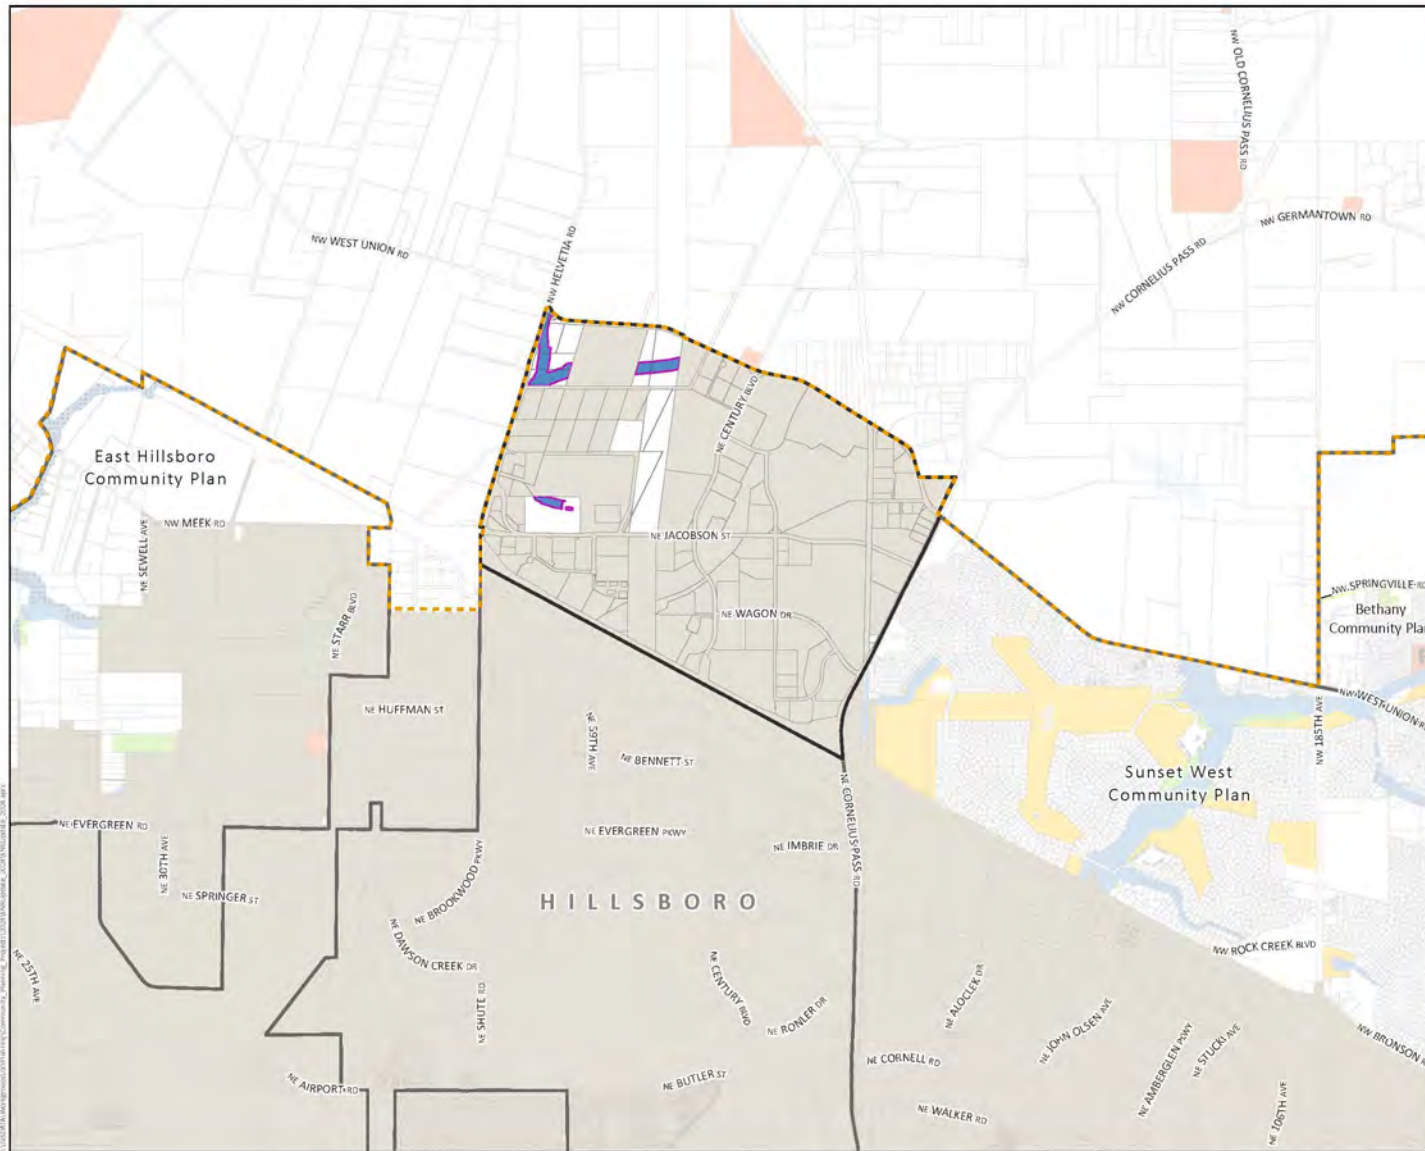 NW OLD CORNELIUS PASS RD
NW GERMANTOWN RD
NW HELVETIA RD
NW WEST UNION RD
NW CORNELIUS PASS RD
NE CENTURY BLVD
East Hillsboro
Community Plan
NW MEEK RD
NE SEWELL AVE
NE JACOBSON ST
NW SPRINGVILLE RD
Bethany
Community Plan
NE STARR BLVD
NE WAGON DR
NW WEST UNION RD
NE HUFFMAN ST
NE 59TH AVE
NW 185TH AVE
NE BENNETT ST
Sunset West
Community Plan
NE EVERGREEN RD
NE EVERGREEN PKWY
NE IMBRIE DR
NE CORNELIUS PASS RD
NE 30TH AVE
NE BROOKWOOD PKWY
NE SPRINGER ST
HILLSBORO
NE DAWSON CREEK DR
NW ROCK CREEK BLVD
NE 25TH AVE
NE CENTURY BLVD
NE ALOCLEK DR
NE SHUTE RD
NE RONLER DR
NE JOHN OLSEN AVE
NE STUCKI AVE
NW BRONSON
NE CORNELL RD
NE AMBERGLEN PKWY
NE AIRPORT RD
NE BUTLER ST
NE WALKER RD
NE 106TH AVE